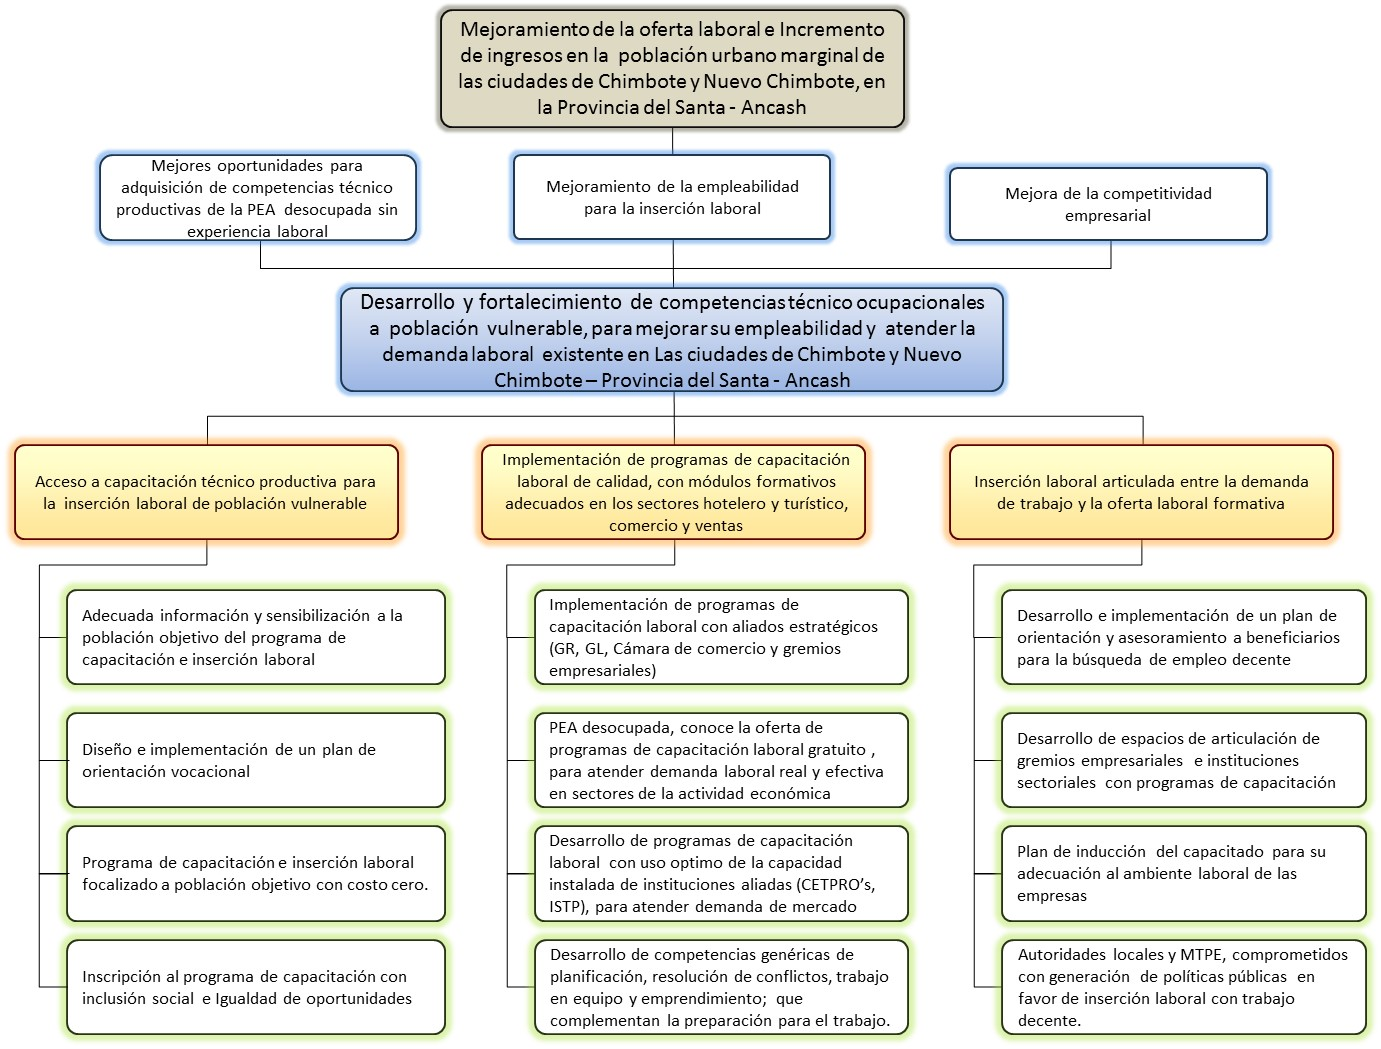 Mejoramiento de la oferta laboral e Incremento
de ingresos en la población urbano marginal de
las ciudades de Chimbote y Nuevo Chimbote, en
la Provincia del Santa - Ancash
Mejores oportunidades para
adquisición de competencias técnico
productivas de la PEA desocupada sin
experiencia laboral
Mejoramiento de la empleabilidad
para la inserción laboral
Mejora de la competitividad
empresarial
Desarrollo y fortalecimiento de competencias técnico ocupacionales
a población vulnerable, para mejorar su empleabilidad y atender la
demanda laboral existente en Las ciudades de Chimbote y Nuevo
Chimbote – Provincia del Santa - Ancash
Acceso a capacitación técnico productiva para
la inserción laboral de población vulnerable
Implementación de programas de capacitación
laboral de calidad, con módulos formativos
adecuados en los sectores hotelero y turístico,
comercio y ventas
Inserción laboral articulada entre la demanda
de trabajo y la oferta laboral formativa
Adecuada información y sensibilización a la
población objetivo del programa de
capacitación e inserción laboral
Diseño e implementación de un plan de
orientación vocacional
Programa de capacitación e inserción laboral
focalizado a población objetivo con costo cero.
Inscripción al programa de capacitación con
inclusión social e Igualdad de oportunidades
Implementación de programas de
capacitación laboral con aliados estratégicos
(GR, GL, Cámara de comercio y gremios
empresariales)
PEA desocupada, conoce la oferta de
programas de capacitación laboral gratuito ,
para atender demanda laboral real y efectiva
en sectores de la actividad económica
Desarrollo de programas de capacitación
laboral con uso optimo de la capacidad
instalada de instituciones aliadas (CETPRO's,
ISTP), para atender demanda de mercado
Desarrollo de competencias genéricas de
planificación, resolución de conflictos, trabajo
en equipo y emprendimiento; que
complementan la preparación para el trabajo.
Desarrollo e implementación de un plan de
orientación y asesoramiento a beneficiarios
para la búsqueda de empleo decente
Desarrollo de espacios de articulación de
gremios empresariales e instituciones
sectoriales con programas de capacitación
Plan de inducción del capacitado para su
adecuación al ambiente laboral de las
empresas
Autoridades locales y MTPE, comprometidos
con generación de políticas públicas en
favor de inserción laboral con trabajo
decente.